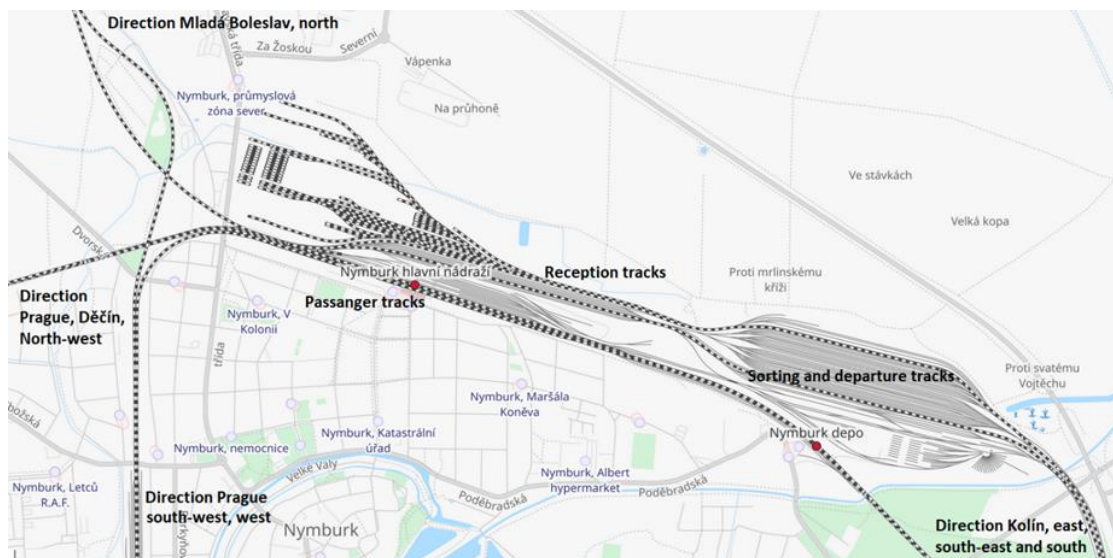 Direction Mladá Boleslav, north
Za Žoskou
Severní
Vápenka
Na průhoně
Nymburk, průmyslová
zóna sever
Ve stávkách
Velká kopa
Dvorsk
Nymburk hlavní nádraží
Reception tracks
Proti mrlínskému
kříži
Direction
Prague, Děčín,
North-west
Passanger tracks
Nymburk, V
Kolonii
třída
Sorting and departure tracks
Proti svatému
Vojtěchu
Nymburk, Maršála
Koněva
Nymburk depo
Nymburk, nemocnice
Nymburk, Katastrální
úřad
Velké Valy
Nymburk, Albert
hypermarket
Poděbradská
Poděbradská
Nymburk, Letců
R.A.F.
Direction Prague
south-west, west
Nymburk
Direction Kolín, east,
south-east and south